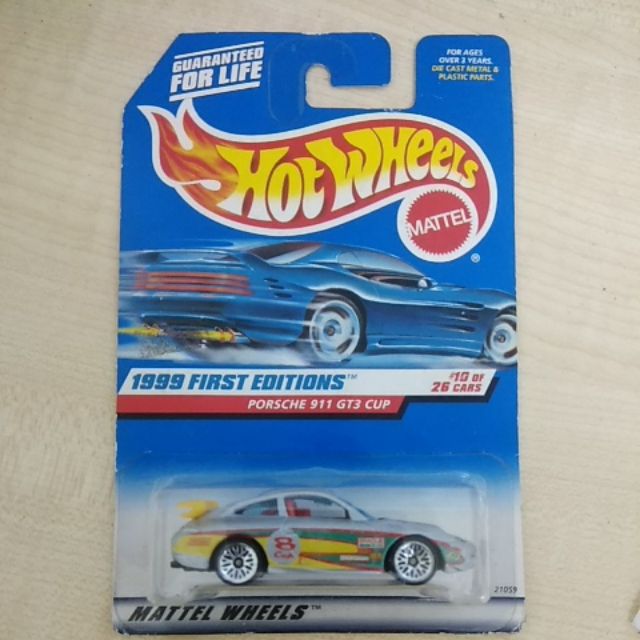 GUARANTEED
FOR LIFE
FOR AGES
OVER 3 YEARS.
DIE CAST METAL &
PLASTIC PARTS.
HOT WHEELS
MATTEL
®
1999 FIRST EDITIONS™
#10 OF
26 CARS
PORSCHE 911 GT3 CUP
8
21059
MATTEL WHEELS™